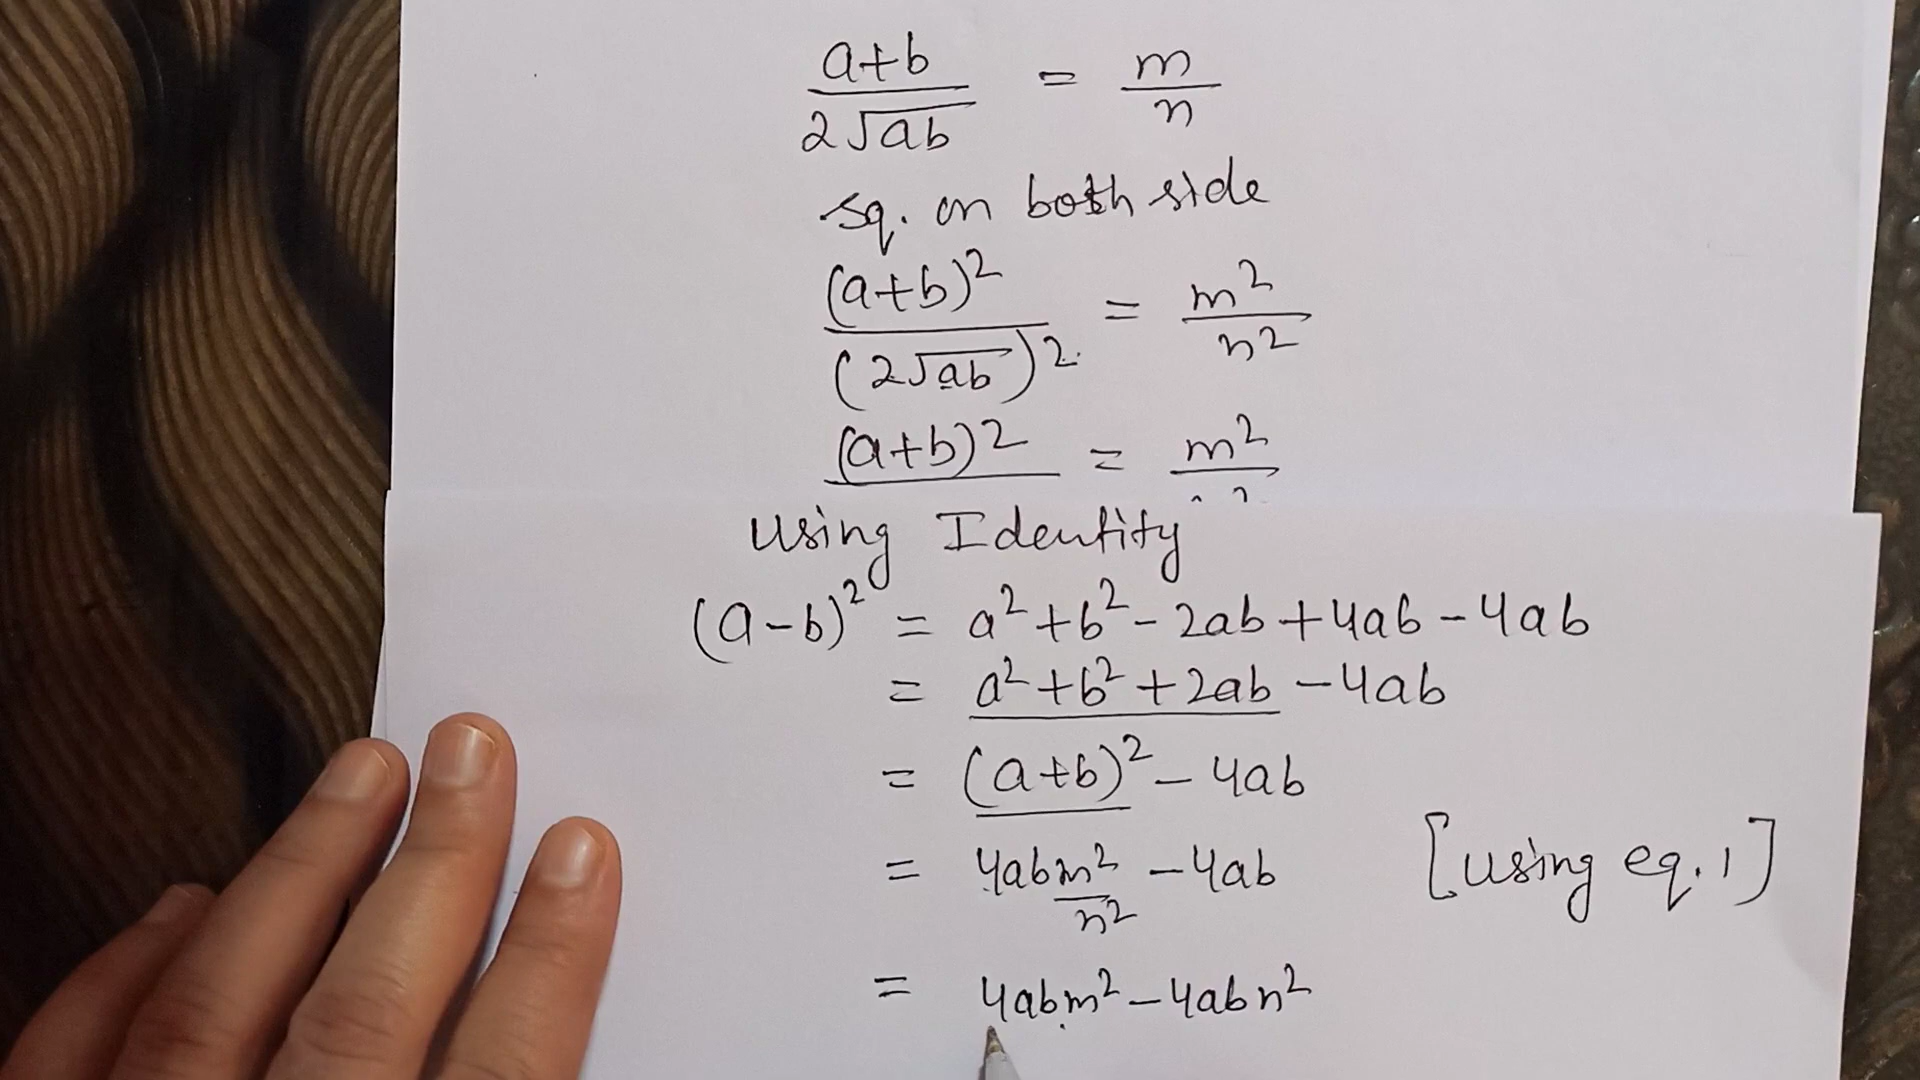 a+b / 2√ab = m / n
sq. on both side
(a+b)² / (2√ab)² = m² / n²
(a+b)² = m²
using Identity
(a-b)² = a²+b²-2ab+4ab-4ab
= a²+b²+2ab-4ab
= (a+b)²-4ab
= 4abm² / n² -4ab [using eq. 1]
= 4abm²-4abn²